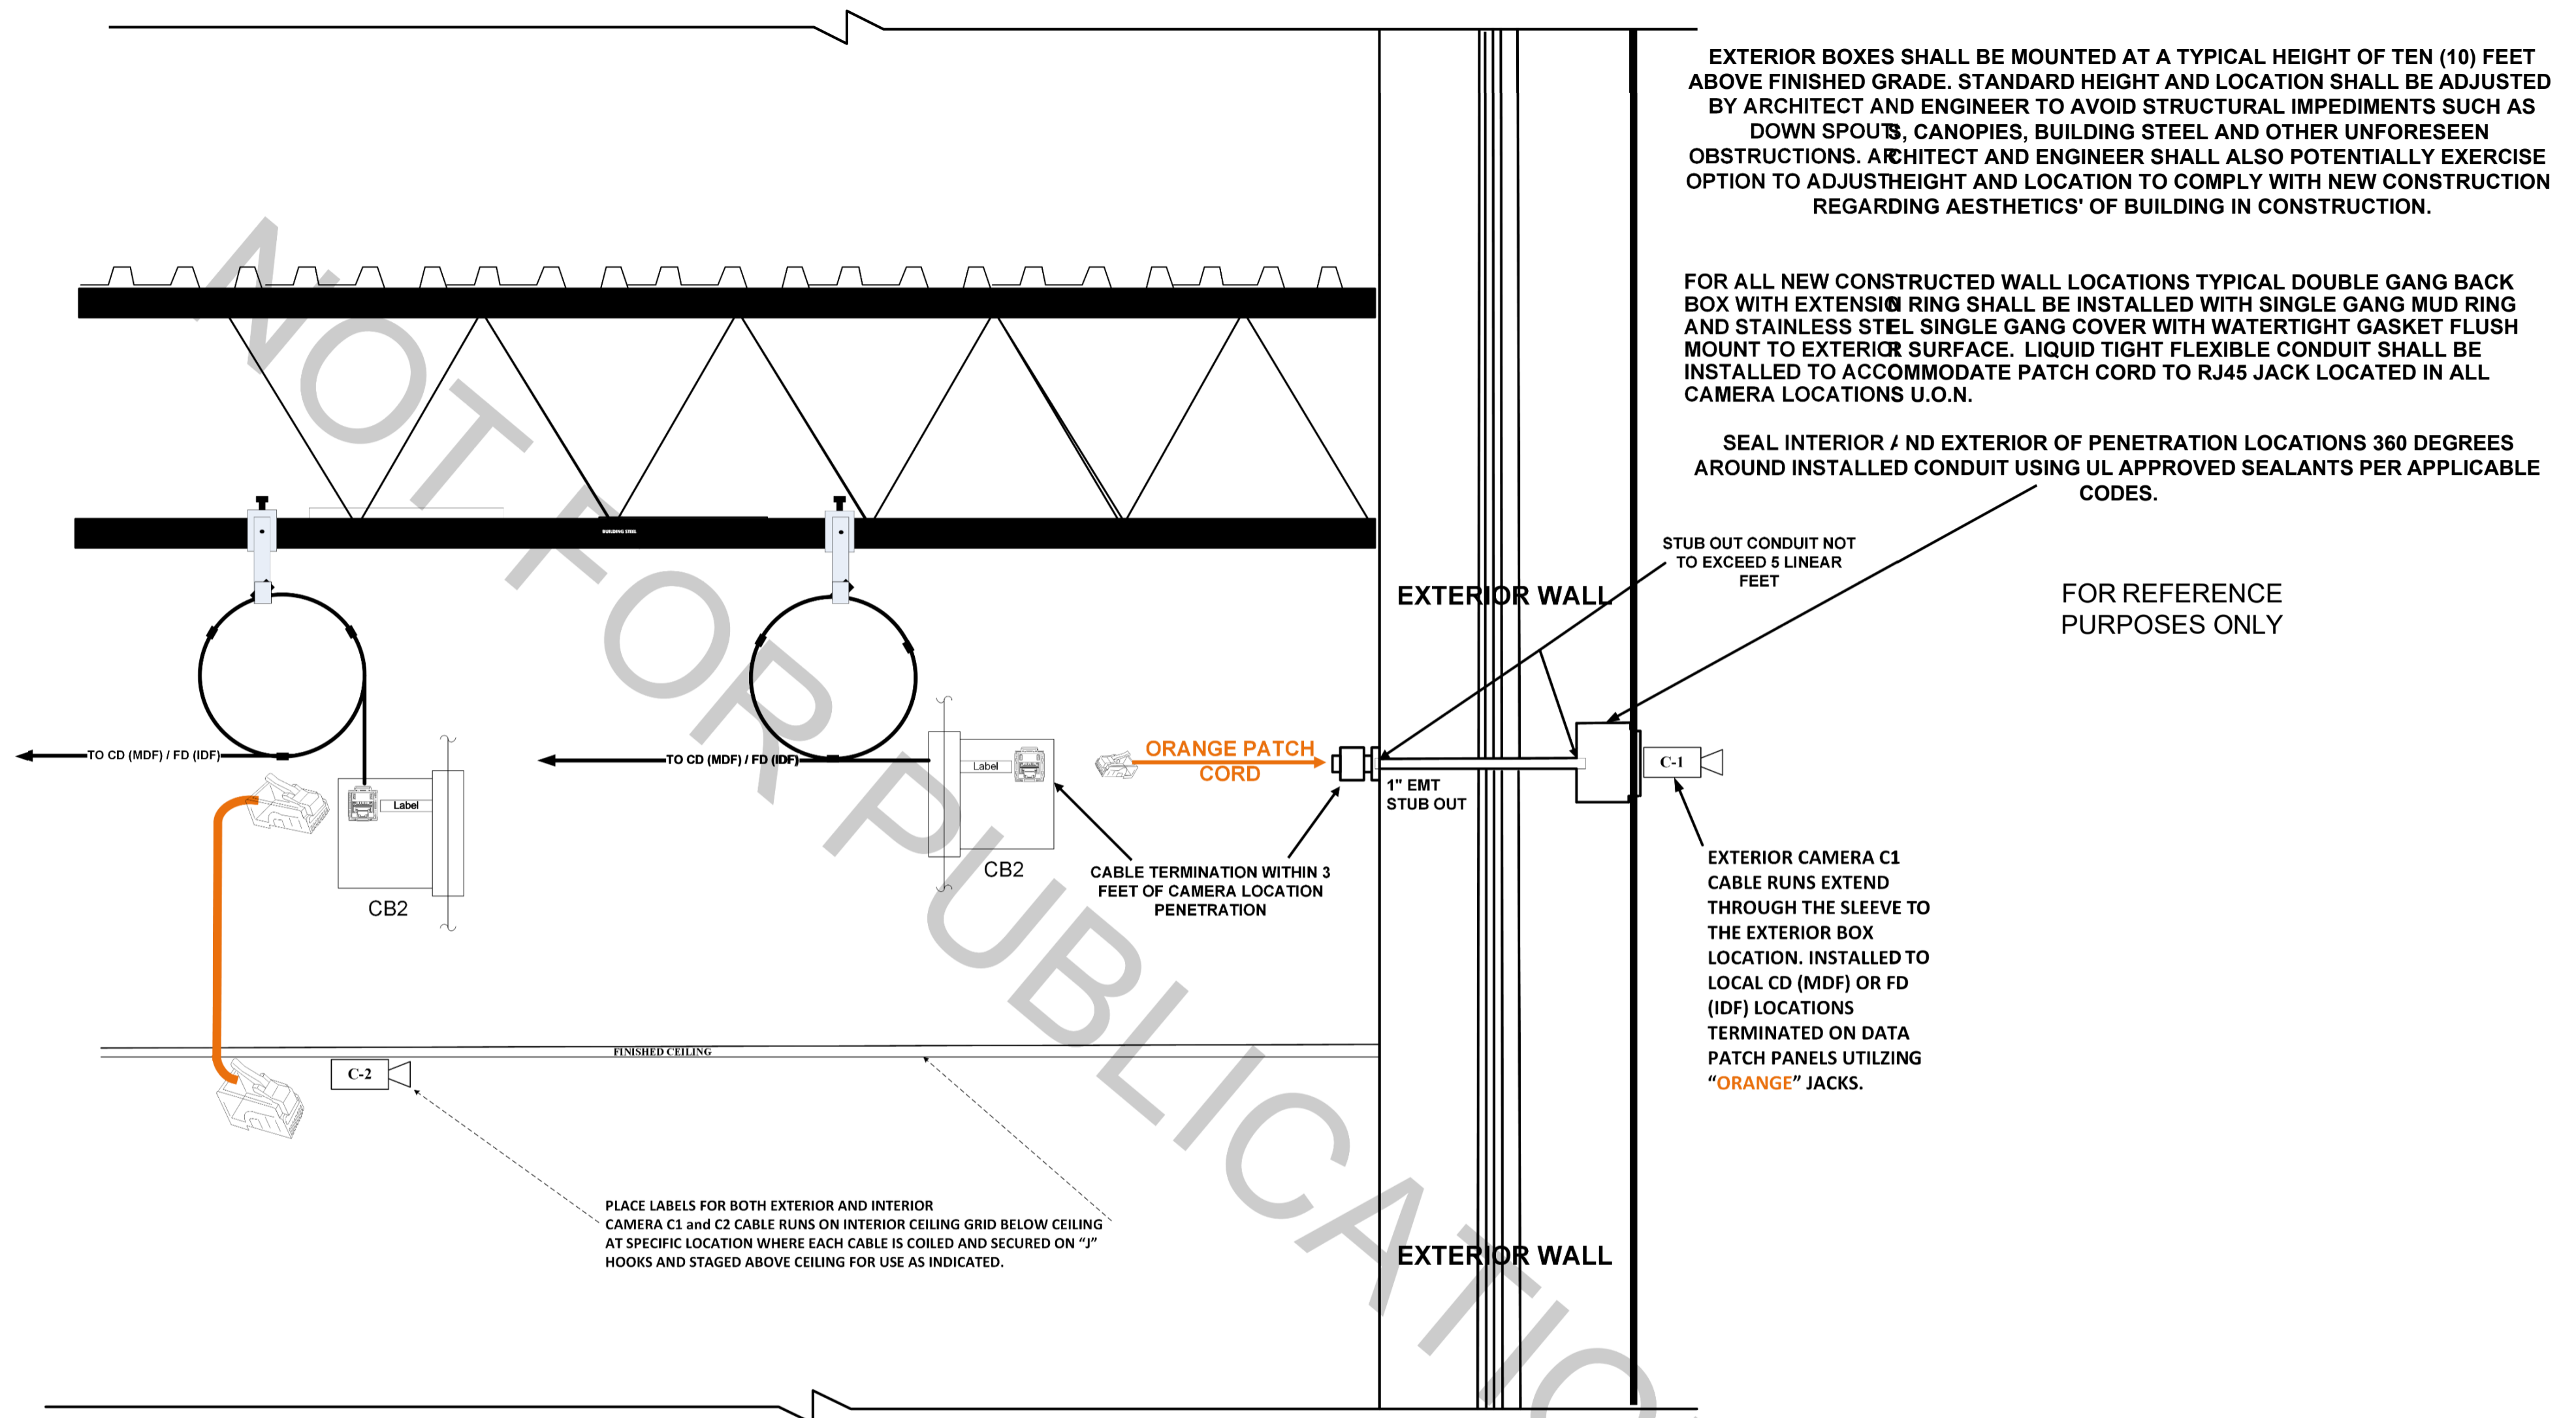 EXTERIOR BOXES SHALL BE MOUNTED AT A TYPICAL HEIGHT OF TEN (10) FEET
ABOVE FINISHED GRADE. STANDARD HEIGHT AND LOCATION SHALL BE ADJUSTED
BY ARCHITECT AND ENGINEER TO AVOID STRUCTURAL IMPEDIMENTS SUCH AS
DOWN SPOUTS, CANOPIES, BUILDING STEEL AND OTHER UNFORESEEN
OBSTRUCTIONS. ARCHITECT AND ENGINEER SHALL ALSO POTENTIALLY EXERCISE
OPTION TO ADJUST HEIGHT AND LOCATION TO COMPLY WITH NEW CONSTRUCTION
REGARDING AESTHETICS' OF BUILDING IN CONSTRUCTION.
FOR ALL NEW CONSTRUCTED WALL LOCATIONS TYPICAL DOUBLE GANG BACK
BOX WITH EXTENSION RING SHALL BE INSTALLED WITH SINGLE GANG MUD RING
AND STAINLESS STEEL SINGLE GANG COVER WITH WATERTIGHT GASKET FLUSH
MOUNT TO EXTERIOR SURFACE. LIQUID TIGHT FLEXIBLE CONDUIT SHALL BE
INSTALLED TO ACCOMMODATE PATCH CORD TO RJ45 JACK LOCATED IN ALL
CAMERA LOCATIONS U.O.N.
SEAL INTERIOR AND EXTERIOR OF PENETRATION LOCATIONS 360 DEGREES
AROUND INSTALLED CONDUIT USING UL APPROVED SEALANTS PER APPLICABLE
CODES.
BUILDING STEEL
STUB OUT CONDUIT NOT
TO EXCEED 5 LINEAR
FEET
EXTERIOR WALL
FOR REFERENCE
PURPOSES ONLY
TO CD (MDF) / FD (IDF)
TO CD (MDF) / FD (IDF)
Label
Label
CB2
CB2
ORANGE PATCH
CORD
1" EMT
STUB OUT
C-1
CABLE TERMINATION WITHIN 3
FEET OF CAMERA LOCATION
PENETRATION
EXTERIOR CAMERA C1
CABLE RUNS EXTEND
THROUGH THE SLEEVE TO
THE EXTERIOR BOX
LOCATION. INSTALLED TO
LOCAL CD (MDF) OR FD
(IDF) LOCATIONS
TERMINATED ON DATA
PATCH PANELS UTILZING
“ORANGE” JACKS.
FINISHED CEILING
C-2
PLACE LABELS FOR BOTH EXTERIOR AND INTERIOR
CAMERA C1 and C2 CABLE RUNS ON INTERIOR CEILING GRID BELOW CEILING
AT SPECIFIC LOCATION WHERE EACH CABLE IS COILED AND SECURED ON “J”
HOOKS AND STAGED ABOVE CEILING FOR USE AS INDICATED.
EXTERIOR WALL
NOT FOR PUBLICATIO